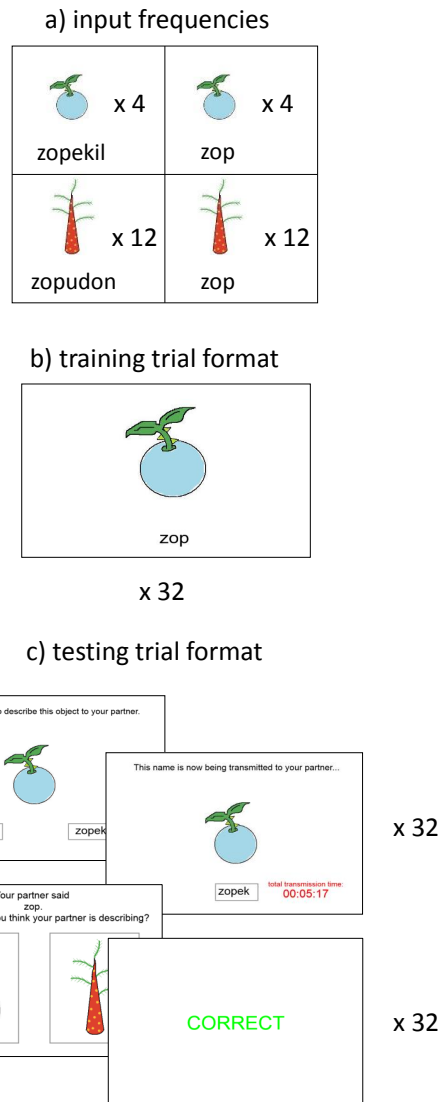 a) input frequencies
x 4
x 4
zopekil
zop
x 12
x 12
zopudon
zop
b) training trial format
zop
x 32
c) testing trial format
describe this object to your partner.
This name is now being transmitted to your partner...
x 32
zopek
total transmission time:
00:05:17
your partner said
zop.
you think your partner is describing?
CORRECT
x 32